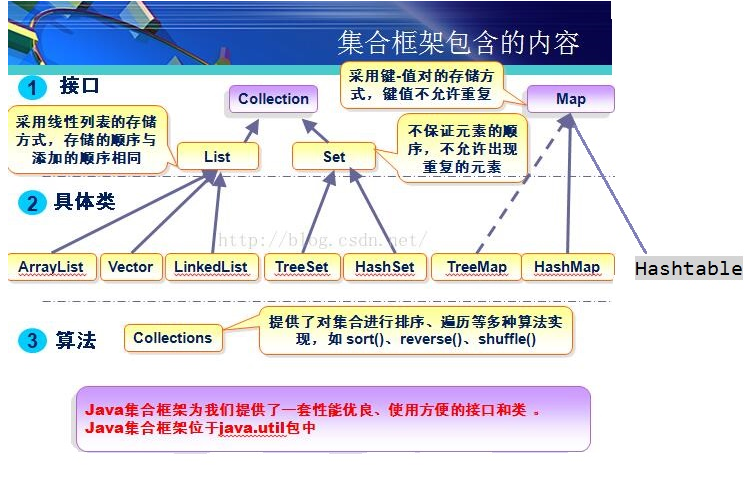 集合框架包含的内容
1 接口
Collection
采用键-值对的存储方
式，键值不允许重复
Map
采用线性列表的存储
方式，存储的顺序与
添加的顺序相同
List
Set
不保证元素的顺
序，不允许出现
重复的元素
2 具体类
http://blog.csdn.net/
ArrayList
Vector
LinkedList
TreeSet
HashSet
TreeMap
HashMap
Hashtable
3 算法
Collections
提供了对集合进行排序、遍历等多种算法实
现，如 sort()、reverse()、shuffle()
Java集合框架为我们提供了一套性能优良、使用方便的接口和类 。
Java集合框架位于java.util包中